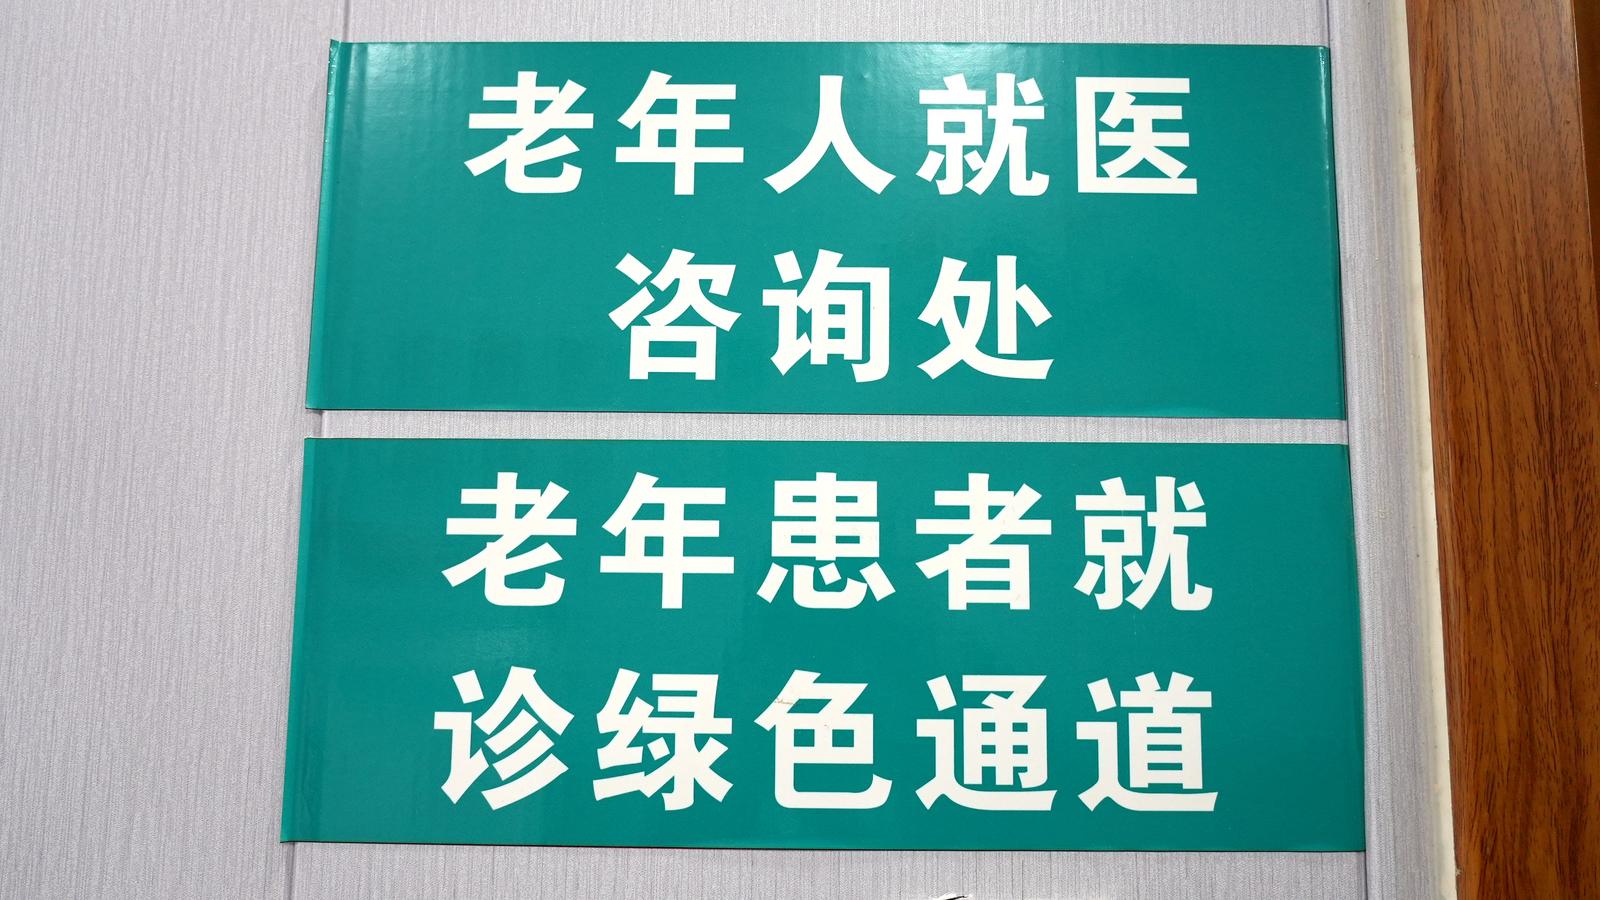 老年人就医
咨询处
老年患者就
诊绿色通道